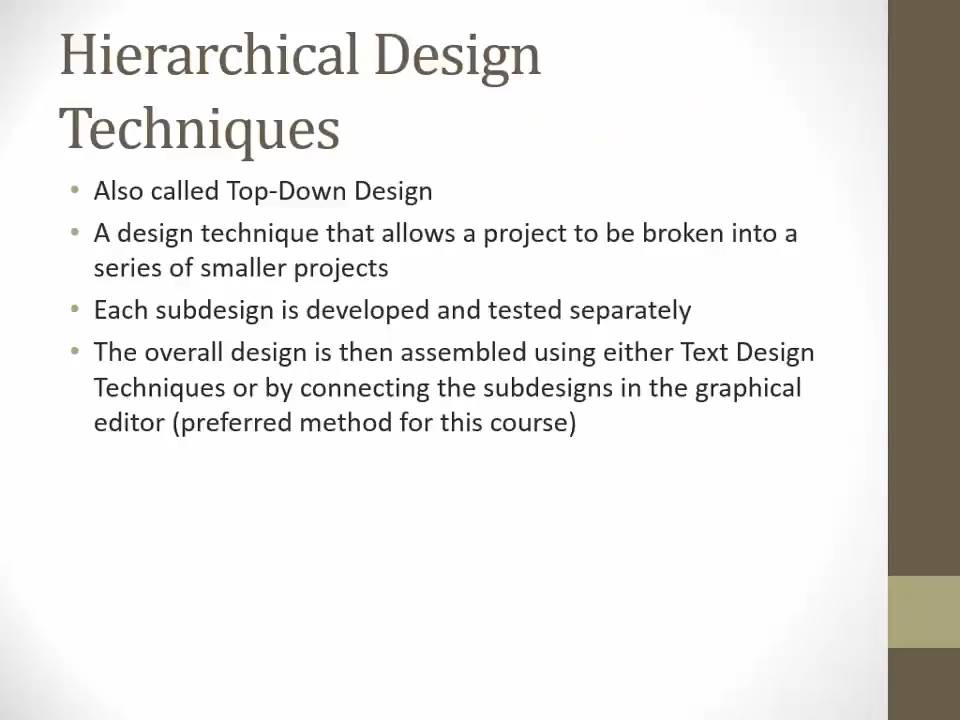 Hierarchical Design
Techniques
• Also called Top-Down Design
• A design technique that allows a project to be broken into a
series of smaller projects
• Each subdesign is developed and tested separately
• The overall design is then assembled using either Text Design
Techniques or by connecting the subdesigns in the graphical
editor (preferred method for this course)